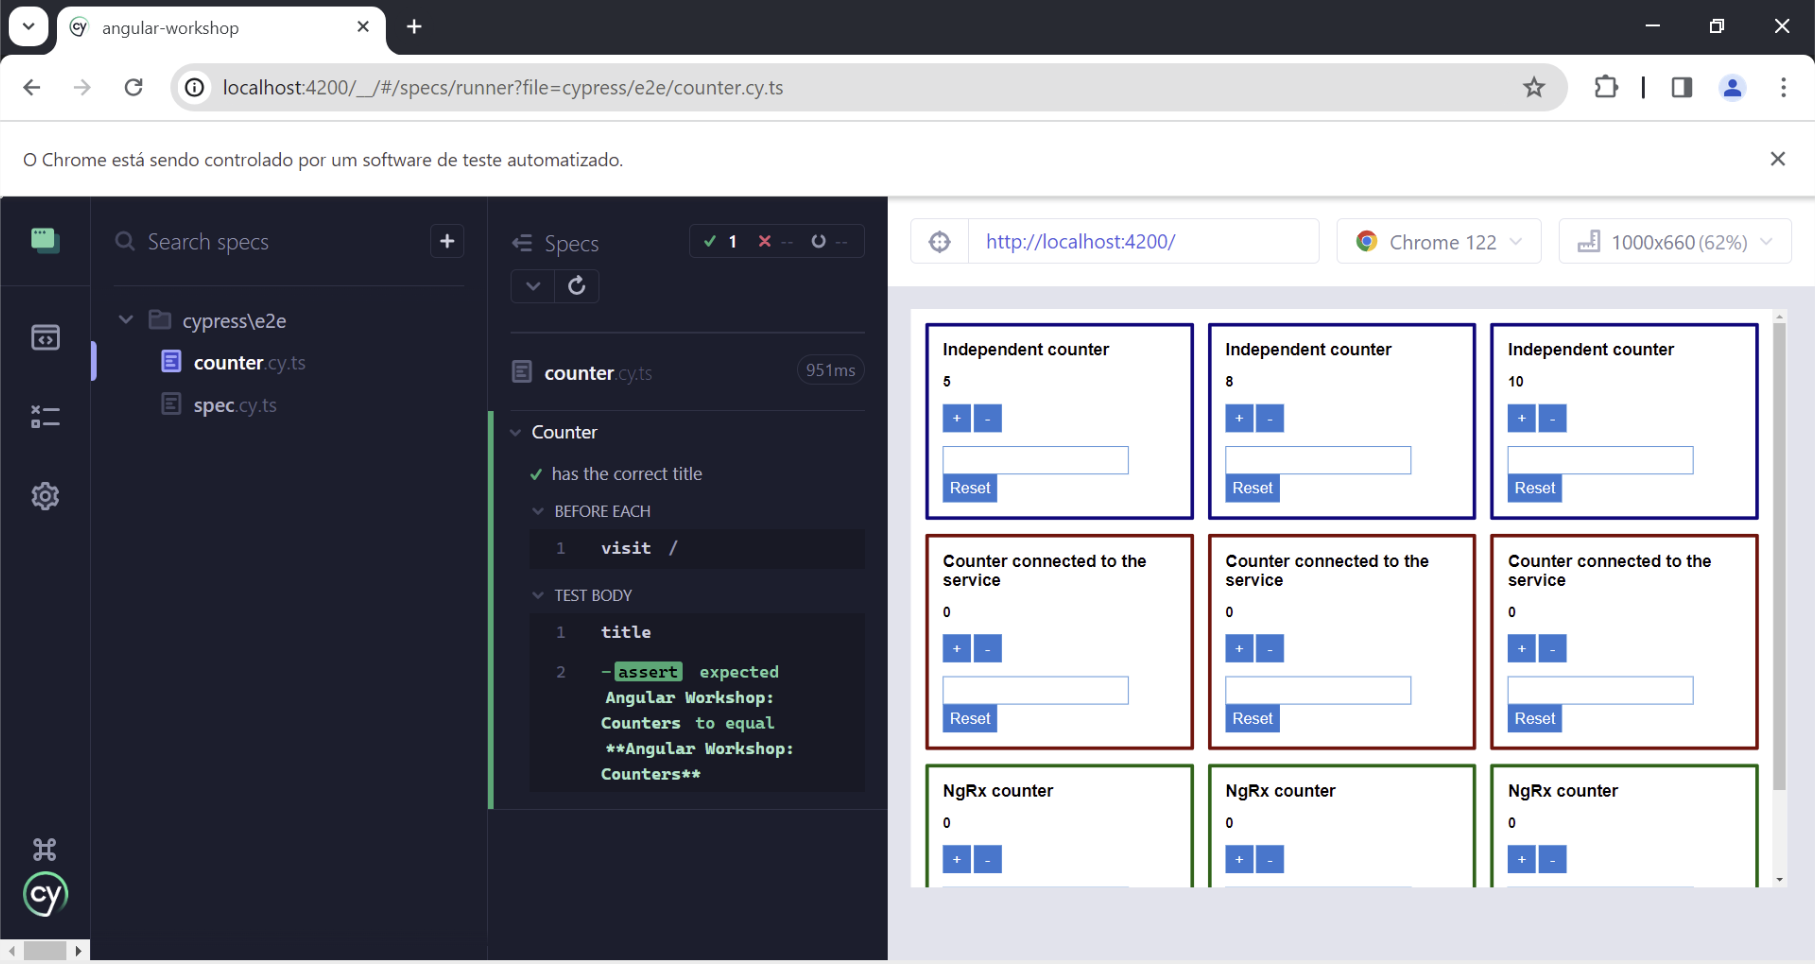 angular-workshop
localhost:4200/__/#/specs/runner?file=cypress/e2e/counter.cy.ts
O Chrome está sendo controlado por um software de teste automatizado.
Search specs
+
cypress\e2e
counter.cy.ts
spec.cy.ts
cy
Specs
1 -- --
counter.cy.ts 951ms
Counter
has the correct title
BEFORE EACH
1 visit /
TEST BODY
1 title
2 -assert expected
Angular Workshop:
Counters to equal
**Angular Workshop:
Counters**
http://localhost:4200/
Chrome 122
1000x660 (62%)
Independent counter
5
+ -
Reset
Independent counter
8
+ -
Reset
Independent counter
10
+ -
Reset
Counter connected to the
service
0
+ -
Reset
Counter connected to the
service
0
+ -
Reset
Counter connected to the
service
0
+ -
Reset
NgRx counter
0
+ -
NgRx counter
0
+ -
NgRx counter
0
+ -